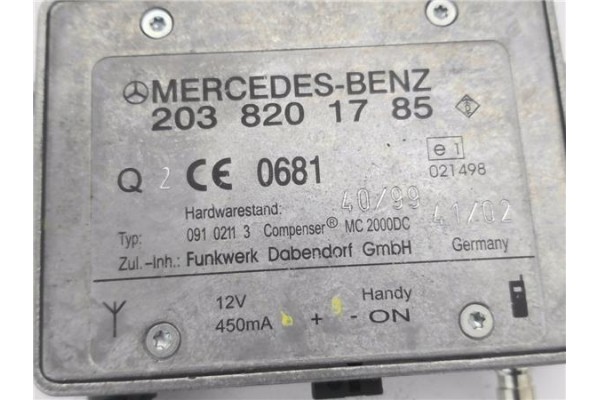 MERCEDES-BENZ
203 820 17 85
Q 2 CE 0681
e1
021498
Hardwarestand: 40/99 41/02
Typ: 091 0211 3 Compenser® MC 2000DC
Zul.-Inh.: Funkwerk Dabendorf GmbH Germany
12V Handy
450mA + - ON